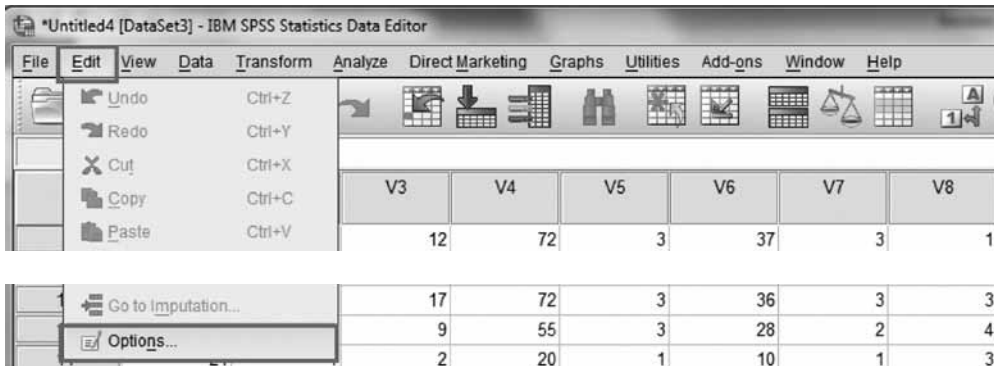 *Untitled4 [DataSet3] - IBM SPSS Statistics Data Editor
File Edit View Data Transform Analyze Direct Marketing Graphs Utilities Add-ons Window Help
Undo Ctrl+Z
Redo Ctrl+Y
Cut Ctrl+X
Copy Ctrl+C
Paste Ctrl+V
V3 V4 V5 V6 V7 V8
12 72 3 37 3 1
Go to Imputation...
17 72 3 36 3 3
Options...
9 55 3 28 2 4
2 20 1 10 1 3